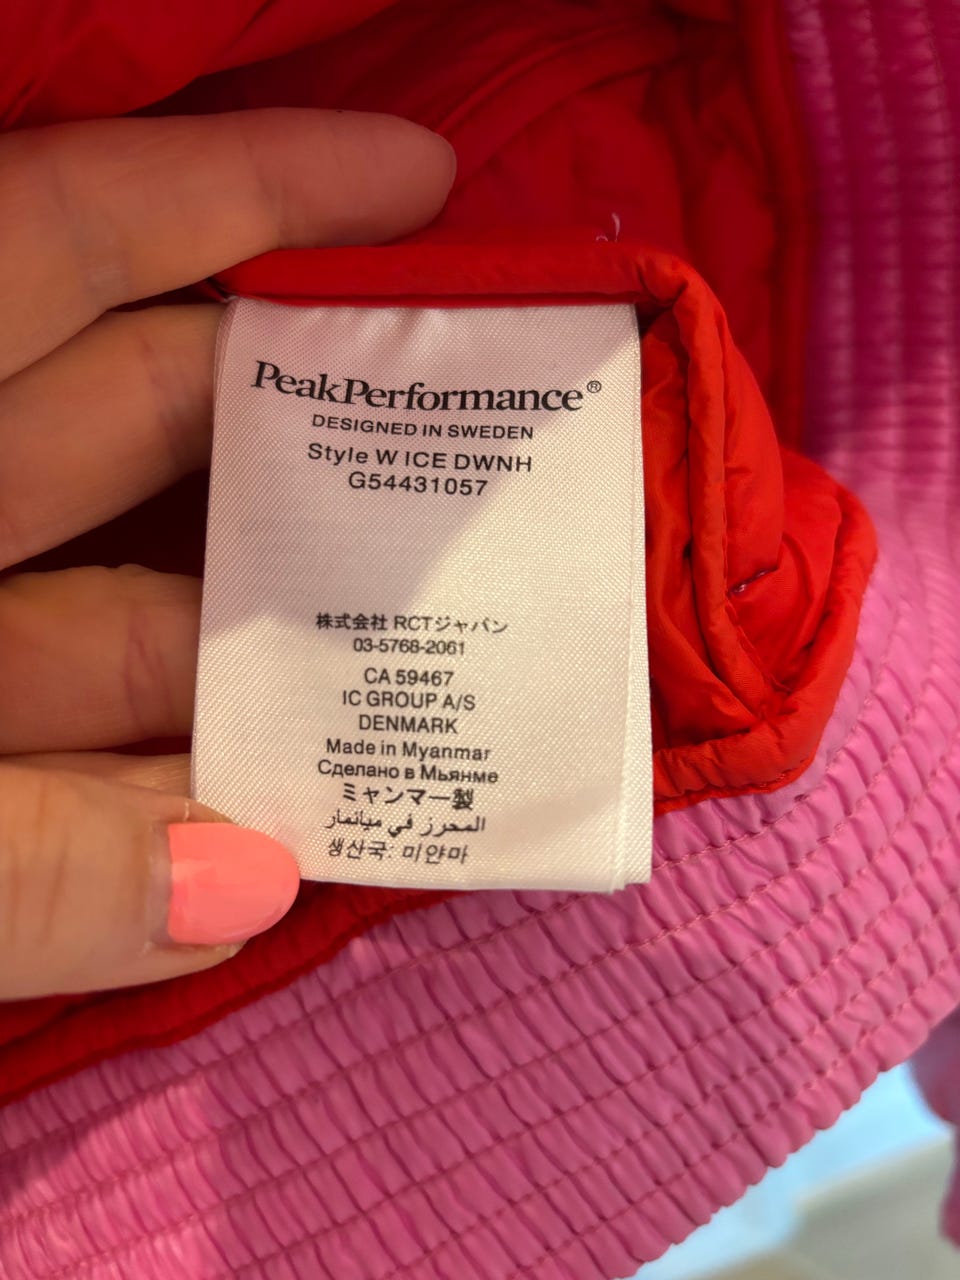 PeakPerformance®
DESIGNED IN SWEDEN
Style W ICE DWNH
G54431057
株式会社 RCTジャパン
03-5768-2061
CA 59467
IC GROUP A/S
DENMARK
Made in Myanmar
Сделано в Мьянме
ミャンマー製
المحرز في ميانمار
생산국: 미얀마